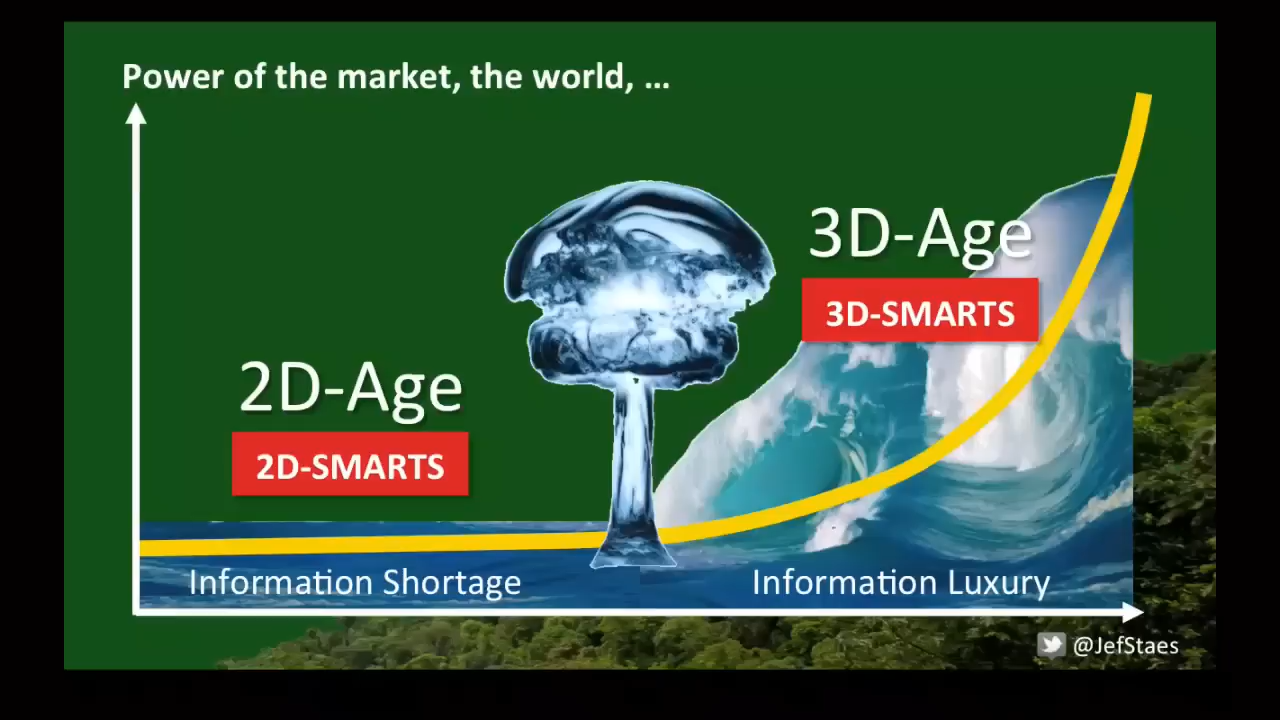 Power of the market, the world, ...
3D-Age
3D-SMARTS
2D-Age
2D-SMARTS
Information Shortage
Information Luxury
@JefStaes